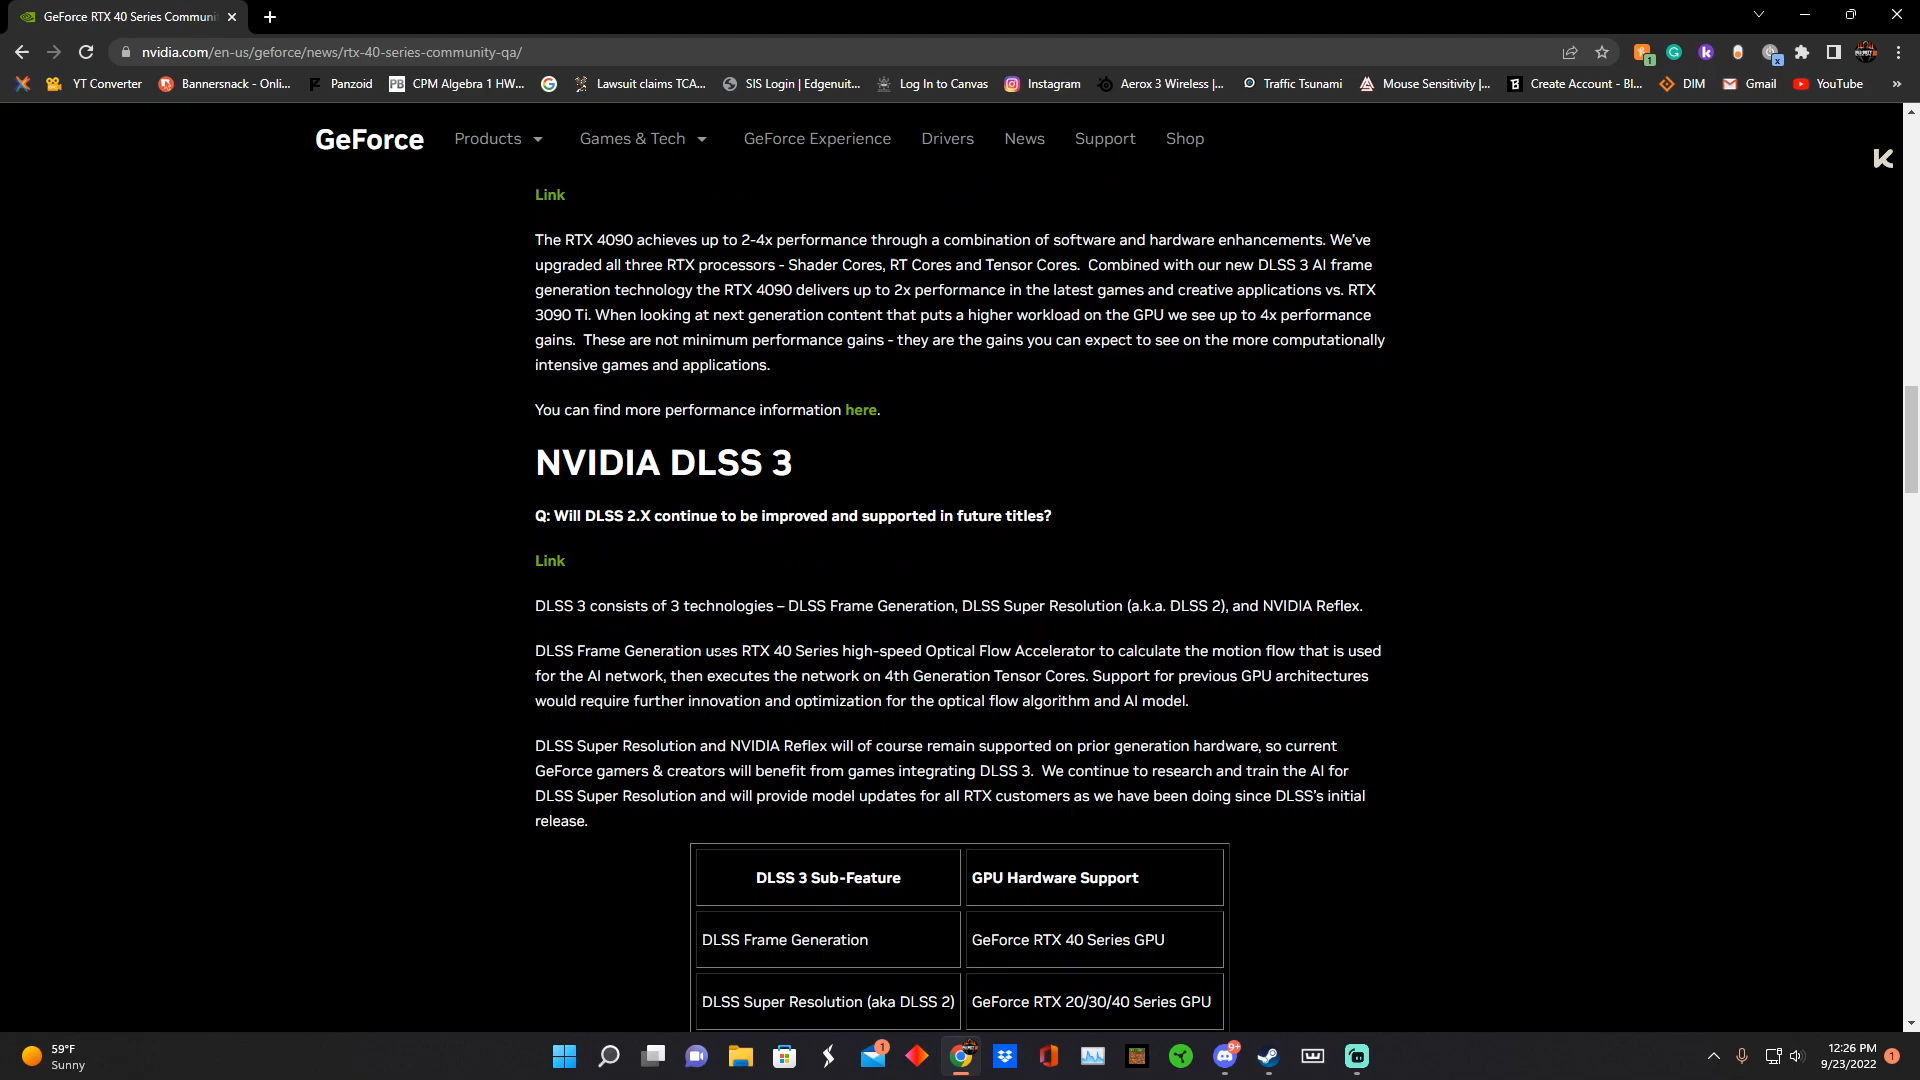 GeForce RTX 40 Series Commun
nvidia.com/en-us/geforce/news/rtx-40-series-community-qa/
YT Converter
Bannersnack - Onli...
Panzoid
CPM Algebra 1 HW...
Lawsuit claims TCA...
SIS Login | Edgenuit...
Log In to Canvas
Instagram
Aerox 3 Wireless |...
Traffic Tsunami
Mouse Sensitivity |...
Create Account - Bl...
DIM
Gmail
YouTube
»
GeForce
Products
Games & Tech
GeForce Experience
Drivers
News
Support
Shop
Link
The RTX 4090 achieves up to 2-4x performance through a combination of software and hardware enhancements. We've
upgraded all three RTX processors - Shader Cores, RT Cores and Tensor Cores. Combined with our new DLSS 3 AI frame
generation technology the RTX 4090 delivers up to 2x performance in the latest games and creative applications vs. RTX
3090 Ti. When looking at next generation content that puts a higher workload on the GPU we see up to 4x performance
gains. These are not minimum performance gains - they are the gains you can expect to see on the more computationally
intensive games and applications.
You can find more performance information here.
NVIDIA DLSS 3
Q: Will DLSS 2.X continue to be improved and supported in future titles?
Link
DLSS 3 consists of 3 technologies – DLSS Frame Generation, DLSS Super Resolution (a.k.a. DLSS 2), and NVIDIA Reflex.
DLSS Frame Generation uses RTX 40 Series high-speed Optical Flow Accelerator to calculate the motion flow that is used
for the AI network, then executes the network on 4th Generation Tensor Cores. Support for previous GPU architectures
would require further innovation and optimization for the optical flow algorithm and AI model.
DLSS Super Resolution and NVIDIA Reflex will of course remain supported on prior generation hardware, so current
GeForce gamers & creators will benefit from games integrating DLSS 3. We continue to research and train the AI for
DLSS Super Resolution and will provide model updates for all RTX customers as we have been doing since DLSS's initial
release.
DLSS 3 Sub-Feature
GPU Hardware Support
DLSS Frame Generation
GeForce RTX 40 Series GPU
DLSS Super Resolution (aka DLSS 2)
GeForce RTX 20/30/40 Series GPU
59°F
Sunny
1
9+
12:26 PM
9/23/2022
1